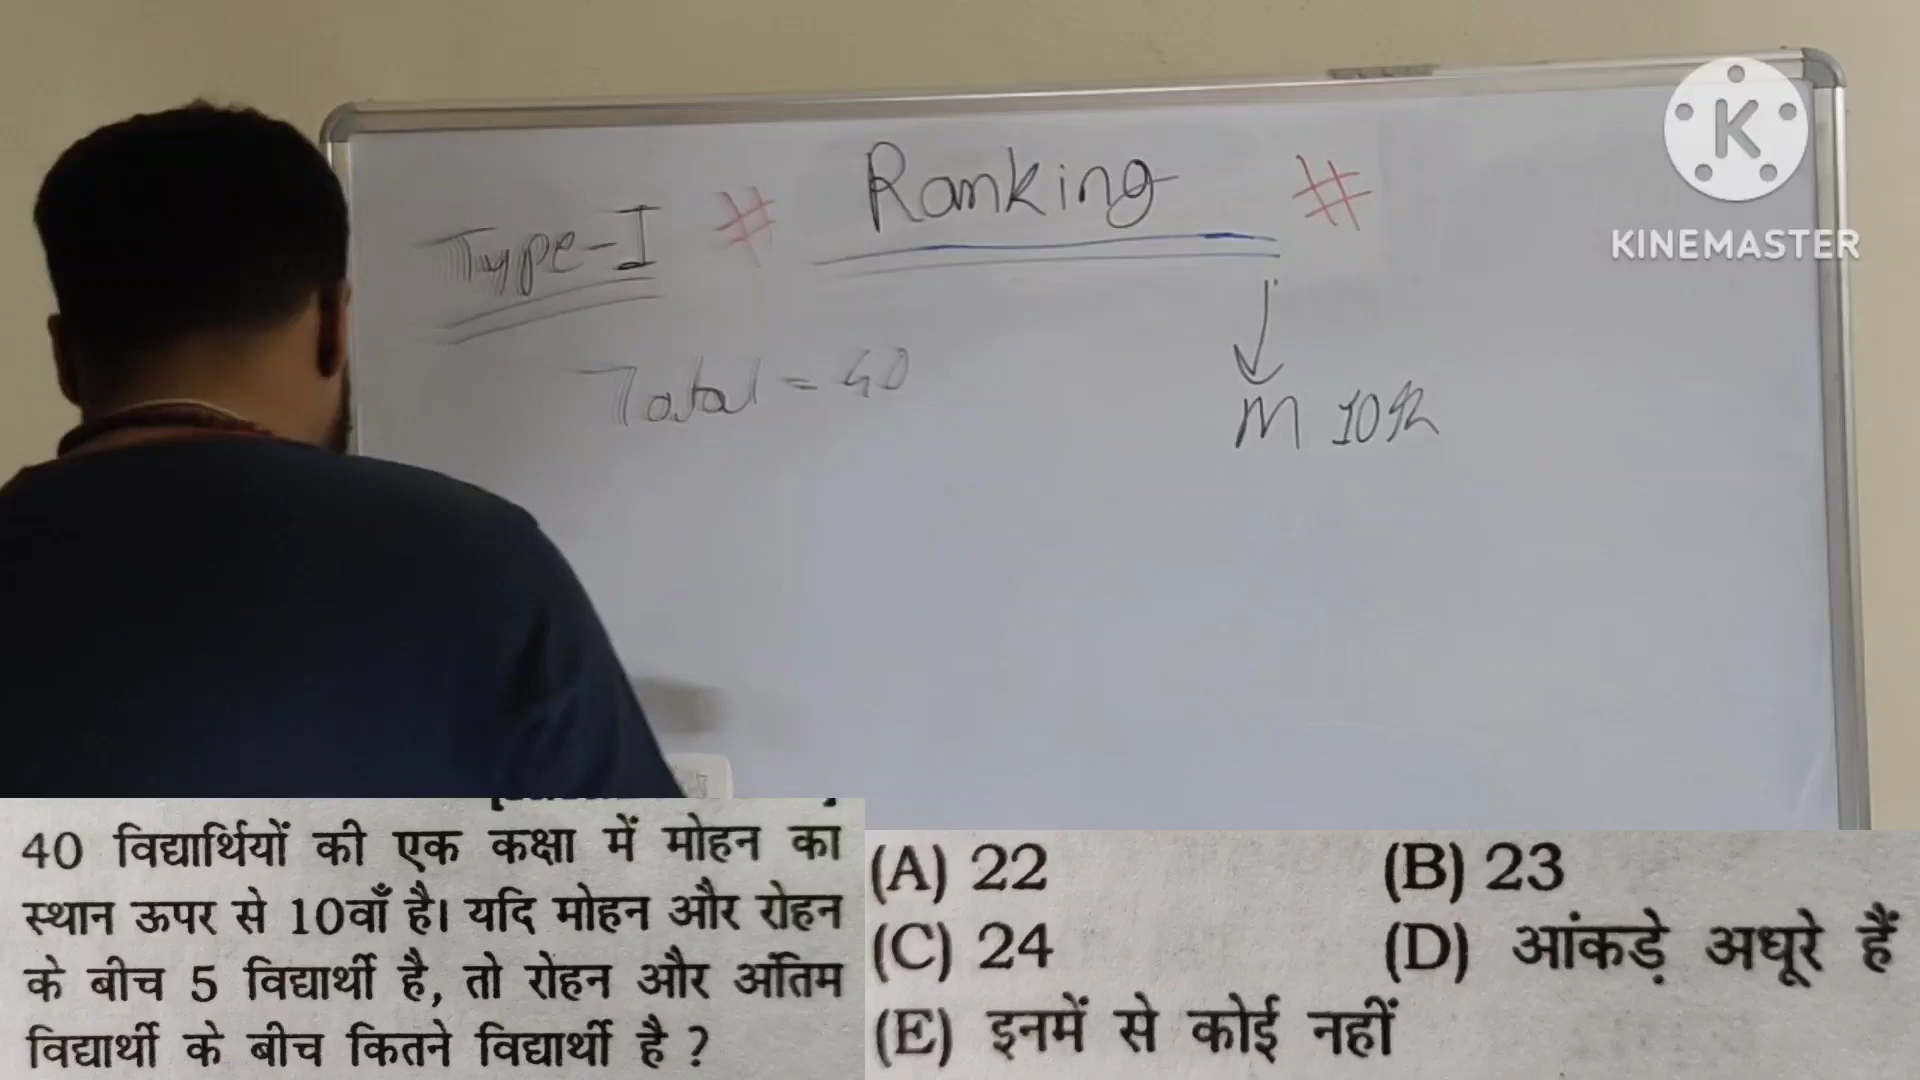 Ranking
Type-I # #
Total = 40
M 10th
K
KINEMASTER
40 विद्यार्थियों की एक कक्षा में मोहन का
स्थान ऊपर से 10वाँ है। यदि मोहन और रोहन
के बीच 5 विद्यार्थी है, तो रोहन और अंतिम
विद्यार्थी के बीच कितने विद्यार्थी है ?
(A) 22 (B) 23
(C) 24 (D) आंकड़े अधूरे हैं
(E) इनमें से कोई नहीं